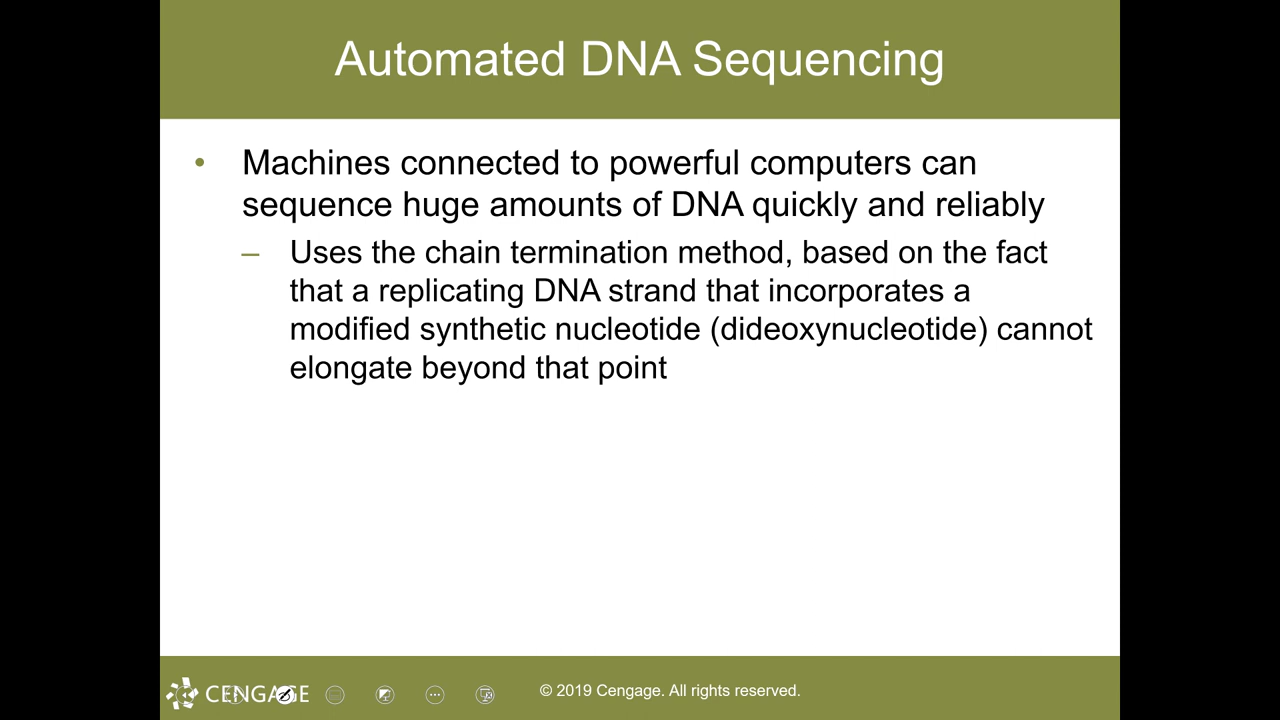 Automated DNA Sequencing
• Machines connected to powerful computers can
sequence huge amounts of DNA quickly and reliably
– Uses the chain termination method, based on the fact
that a replicating DNA strand that incorporates a
modified synthetic nucleotide (dideoxynucleotide) cannot
elongate beyond that point
CENGAGE
© 2019 Cengage. All rights reserved.